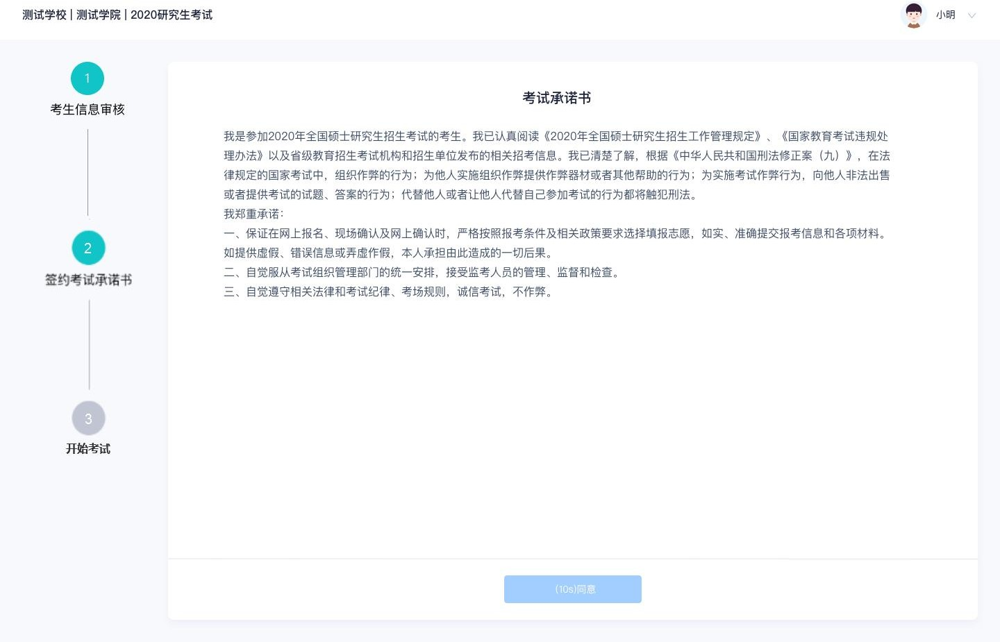 测试学校 | 测试学院 | 2020研究生考试
小明
1
考生信息审核
2
签约考试承诺书
3
开始考试
考试承诺书
我是参加2020年全国硕士研究生招生考试的考生。我已认真阅读《2020年全国硕士研究生招生工作管理规定》、《国家教育考试违规处
理办法》以及省级教育招生考试机构和招生单位发布的相关招考信息。我已清楚了解，根据《中华人民共和国刑法修正案（九）》，在法
律规定的国家考试中，组织作弊的行为；为他人实施组织作弊提供作弊器材或者其他帮助的行为；为实施考试作弊行为，向他人非法出售
或者提供考试的试题、答案的行为；代替他人或者让他人代替自己参加考试的行为都将触犯刑法。
我郑重承诺：
一、保证在网上报名、现场确认及网上确认时，严格按照报考条件及相关政策要求选择填报志愿，如实、准确提交报考信息和各项材料。
如提供虚假、错误信息或弄虚作假，本人承担由此造成的一切后果。
二、自觉服从考试组织管理部门的统一安排，接受监考人员的管理、监督和检查。
三、自觉遵守相关法律和考试纪律、考场规则，诚信考试，不作弊。
(10s)同意